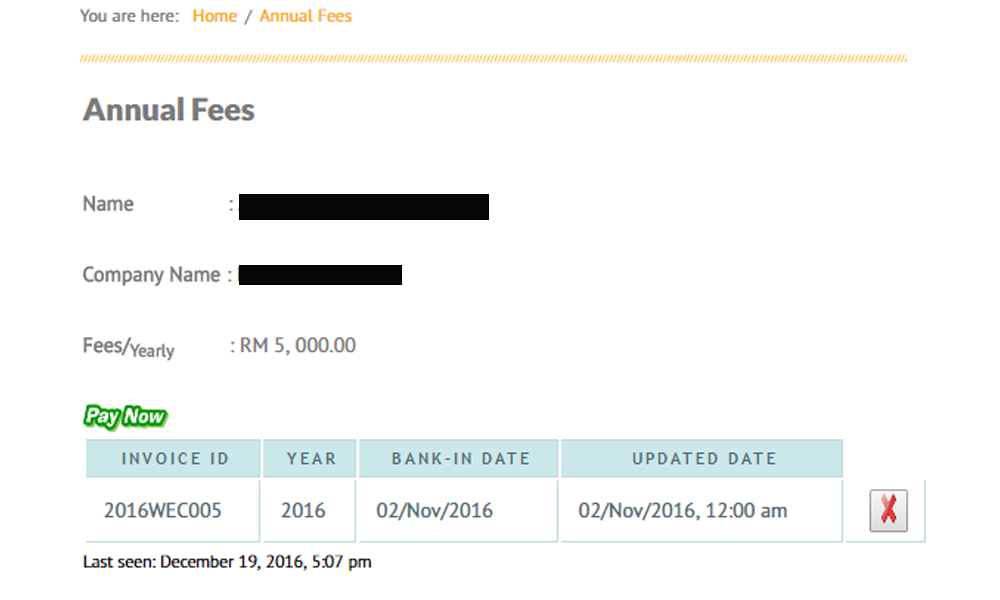 You are here: Home / Annual Fees
Annual Fees
Name :
Company Name :
Fees/Yearly : RM 5, 000.00
Pay Now
INVOICE ID YEAR BANK-IN DATE UPDATED DATE
2016WEC005 2016 02/Nov/2016 02/Nov/2016, 12:00 am
Last seen: December 19, 2016, 5:07 pm